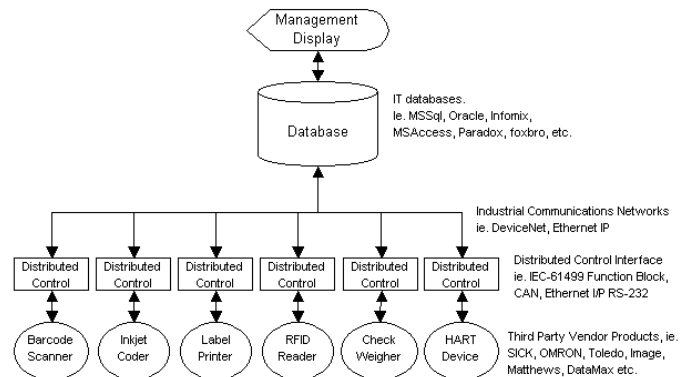 Management
Display
IT databases.
Ie. MSSql, Oracle, Infomix,
MSAccess, Paradox, foxbro, etc.
Database
Industrial Communications Networks
ie. DeviceNet, Ethernet IP
Distributed
Control
Distributed
Control
Distributed
Control
Distributed
Control
Distributed
Control
Distributed
Control
Distributed Control Interface
ie. IEC-61499 Function Block,
CAN, Ethernet I/P RS-232
Barcode
Scanner
Inkjet
Coder
Label
Printer
RFID
Reader
Check
Weigher
HART
Device
Third Party Vendor Products, ie.
SICK, OMRON, Toledo, Image,
Matthews, DataMax etc.